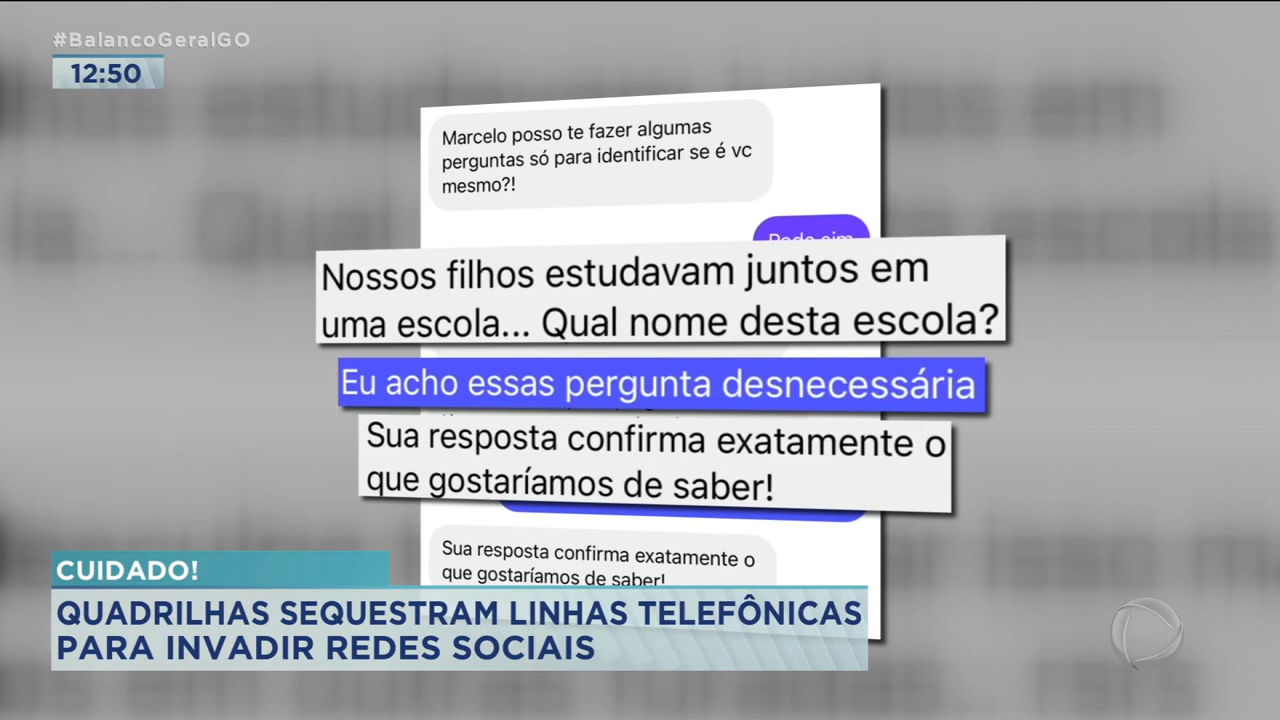 #BalancoGeralGO
12:50
Marcelo posso te fazer algumas
perguntas só para identificar se é vc
mesmo?!
Pode sim
Nossos filhos estudavam juntos em
uma escola... Qual nome desta escola?
Eu acho essas pergunta desnecessária
Sua resposta confirma exatamente o
que gostaríamos de saber!
Sua resposta confirma exatamente o
que gostaríamos de saber!
CUIDADO!
QUADRILHAS SEQUESTRAM LINHAS TELEFÔNICAS
PARA INVADIR REDES SOCIAIS